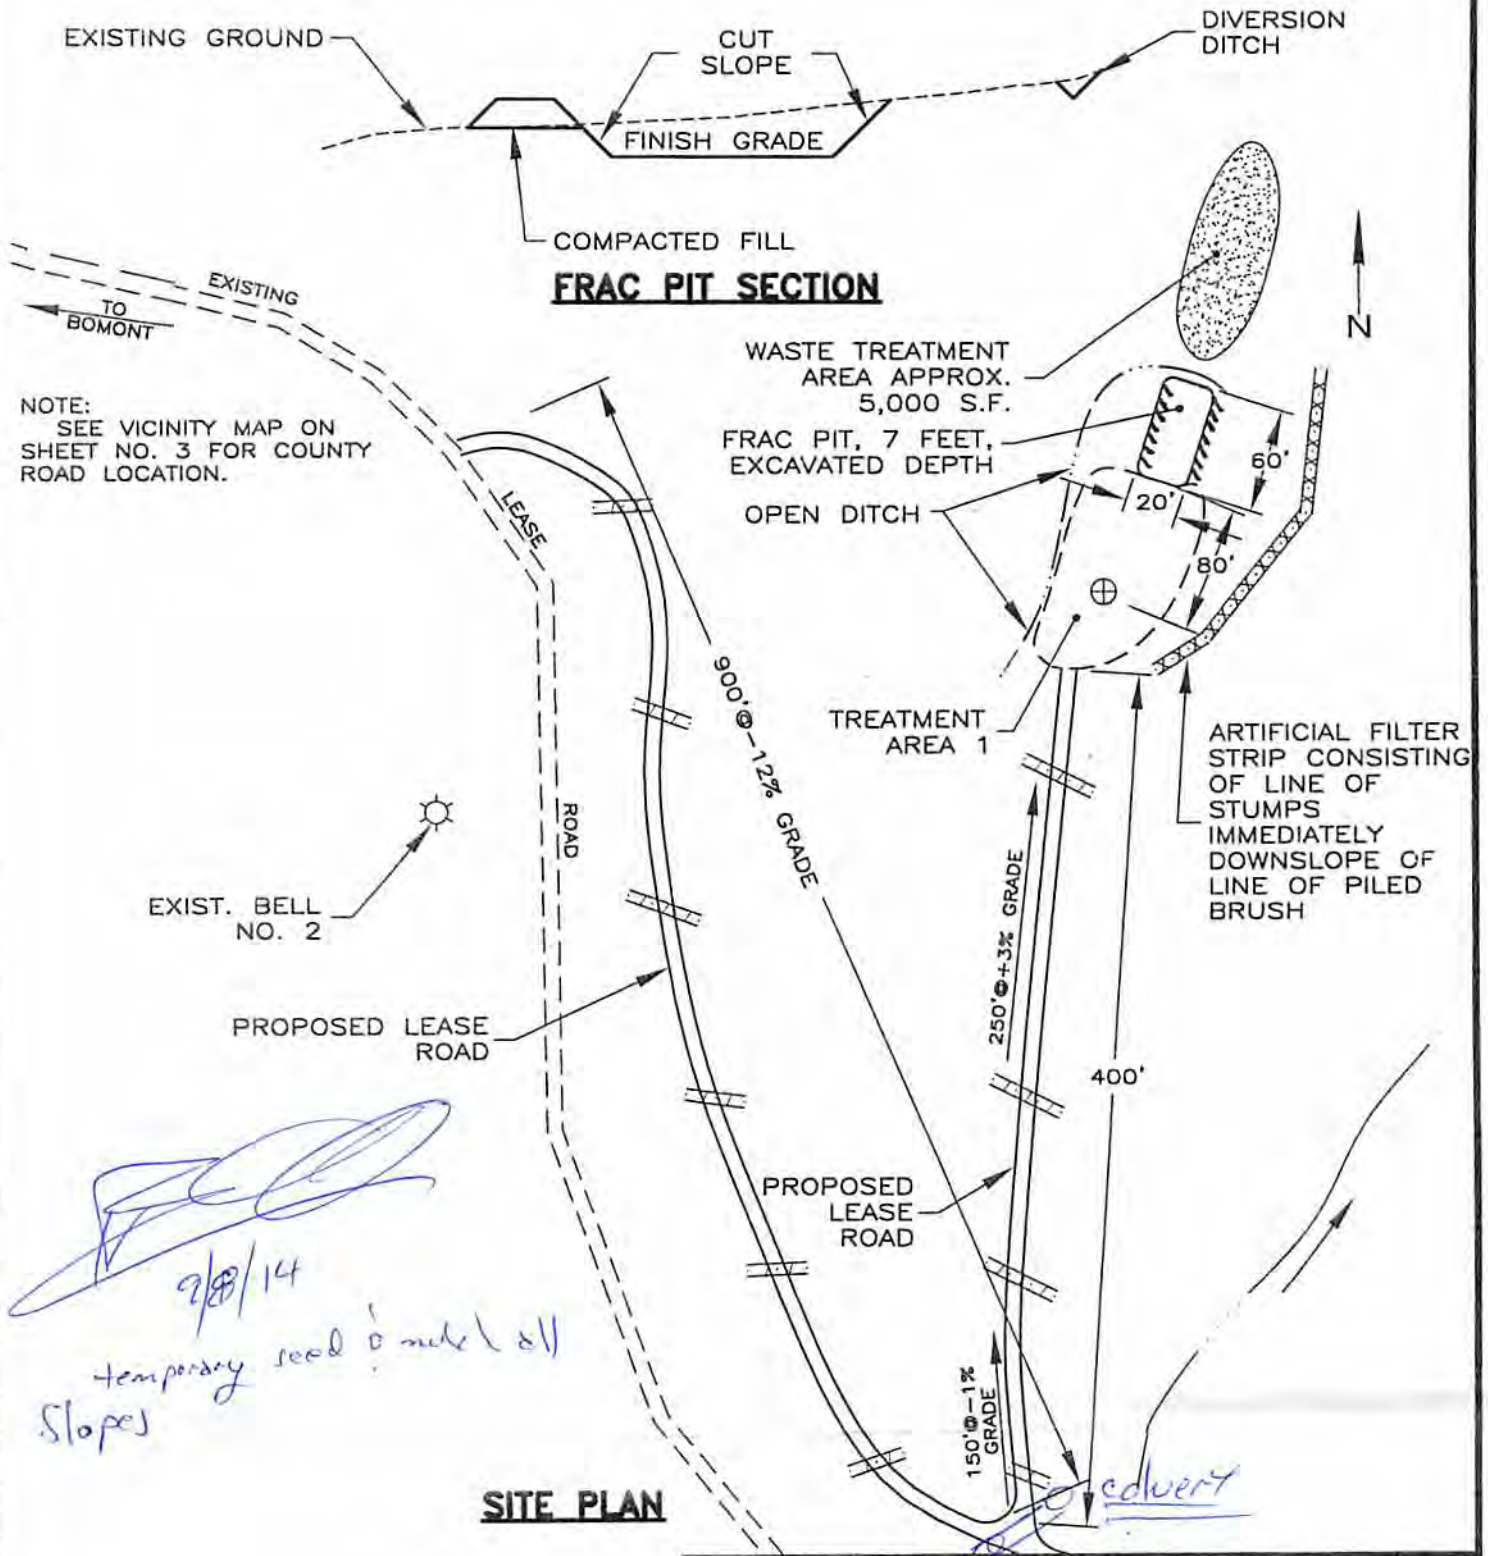 EXISTING GROUND
CUT
SLOPE
DIVERSION
DITCH
FINISH GRADE
COMPACTED FILL
FRAC PIT SECTION
EXISTING
TO
BOMONT
N
NOTE:
SEE VICINITY MAP ON
SHEET NO. 3 FOR COUNTY
ROAD LOCATION.
WASTE TREATMENT
AREA APPROX.
5,000 S.F.
FRAC PIT, 7 FEET,
EXCAVATED DEPTH
60'
20'
OPEN DITCH
80'
LEASE
900'@-12% GRADE
TREATMENT
AREA 1
ARTIFICIAL FILTER
STRIP CONSISTING
OF LINE OF
STUMPS
IMMEDIATELY
DOWNSLOPE OF
LINE OF PILED
BRUSH
ROAD
EXIST. BELL
NO. 2
250'@+3% GRADE
PROPOSED LEASE
ROAD
400'
PROPOSED
LEASE
ROAD
9/8/14
temporary seed & mulch all
Slopes
150'@-1%
GRADE
culvert
SITE PLAN